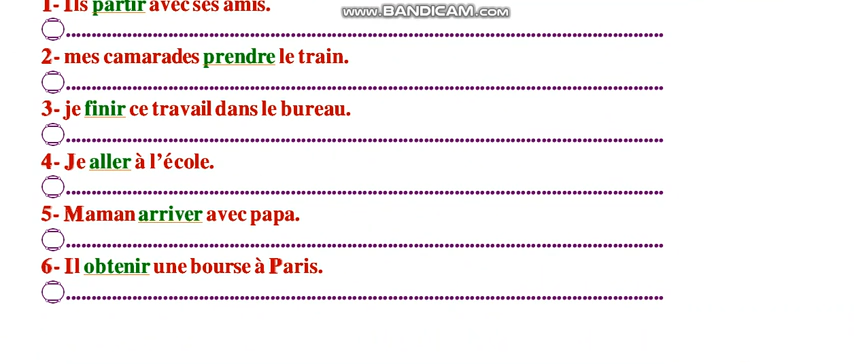 www.BANDICAM.com
1- Ils partir avec ses amis.
........................................................................
2- mes camarades prendre le train.
........................................................................
3- je finir ce travail dans le bureau.
........................................................................
4- Je aller à l’école.
........................................................................
5- Maman arriver avec papa.
........................................................................
6- Il obtenir une bourse à Paris.
........................................................................